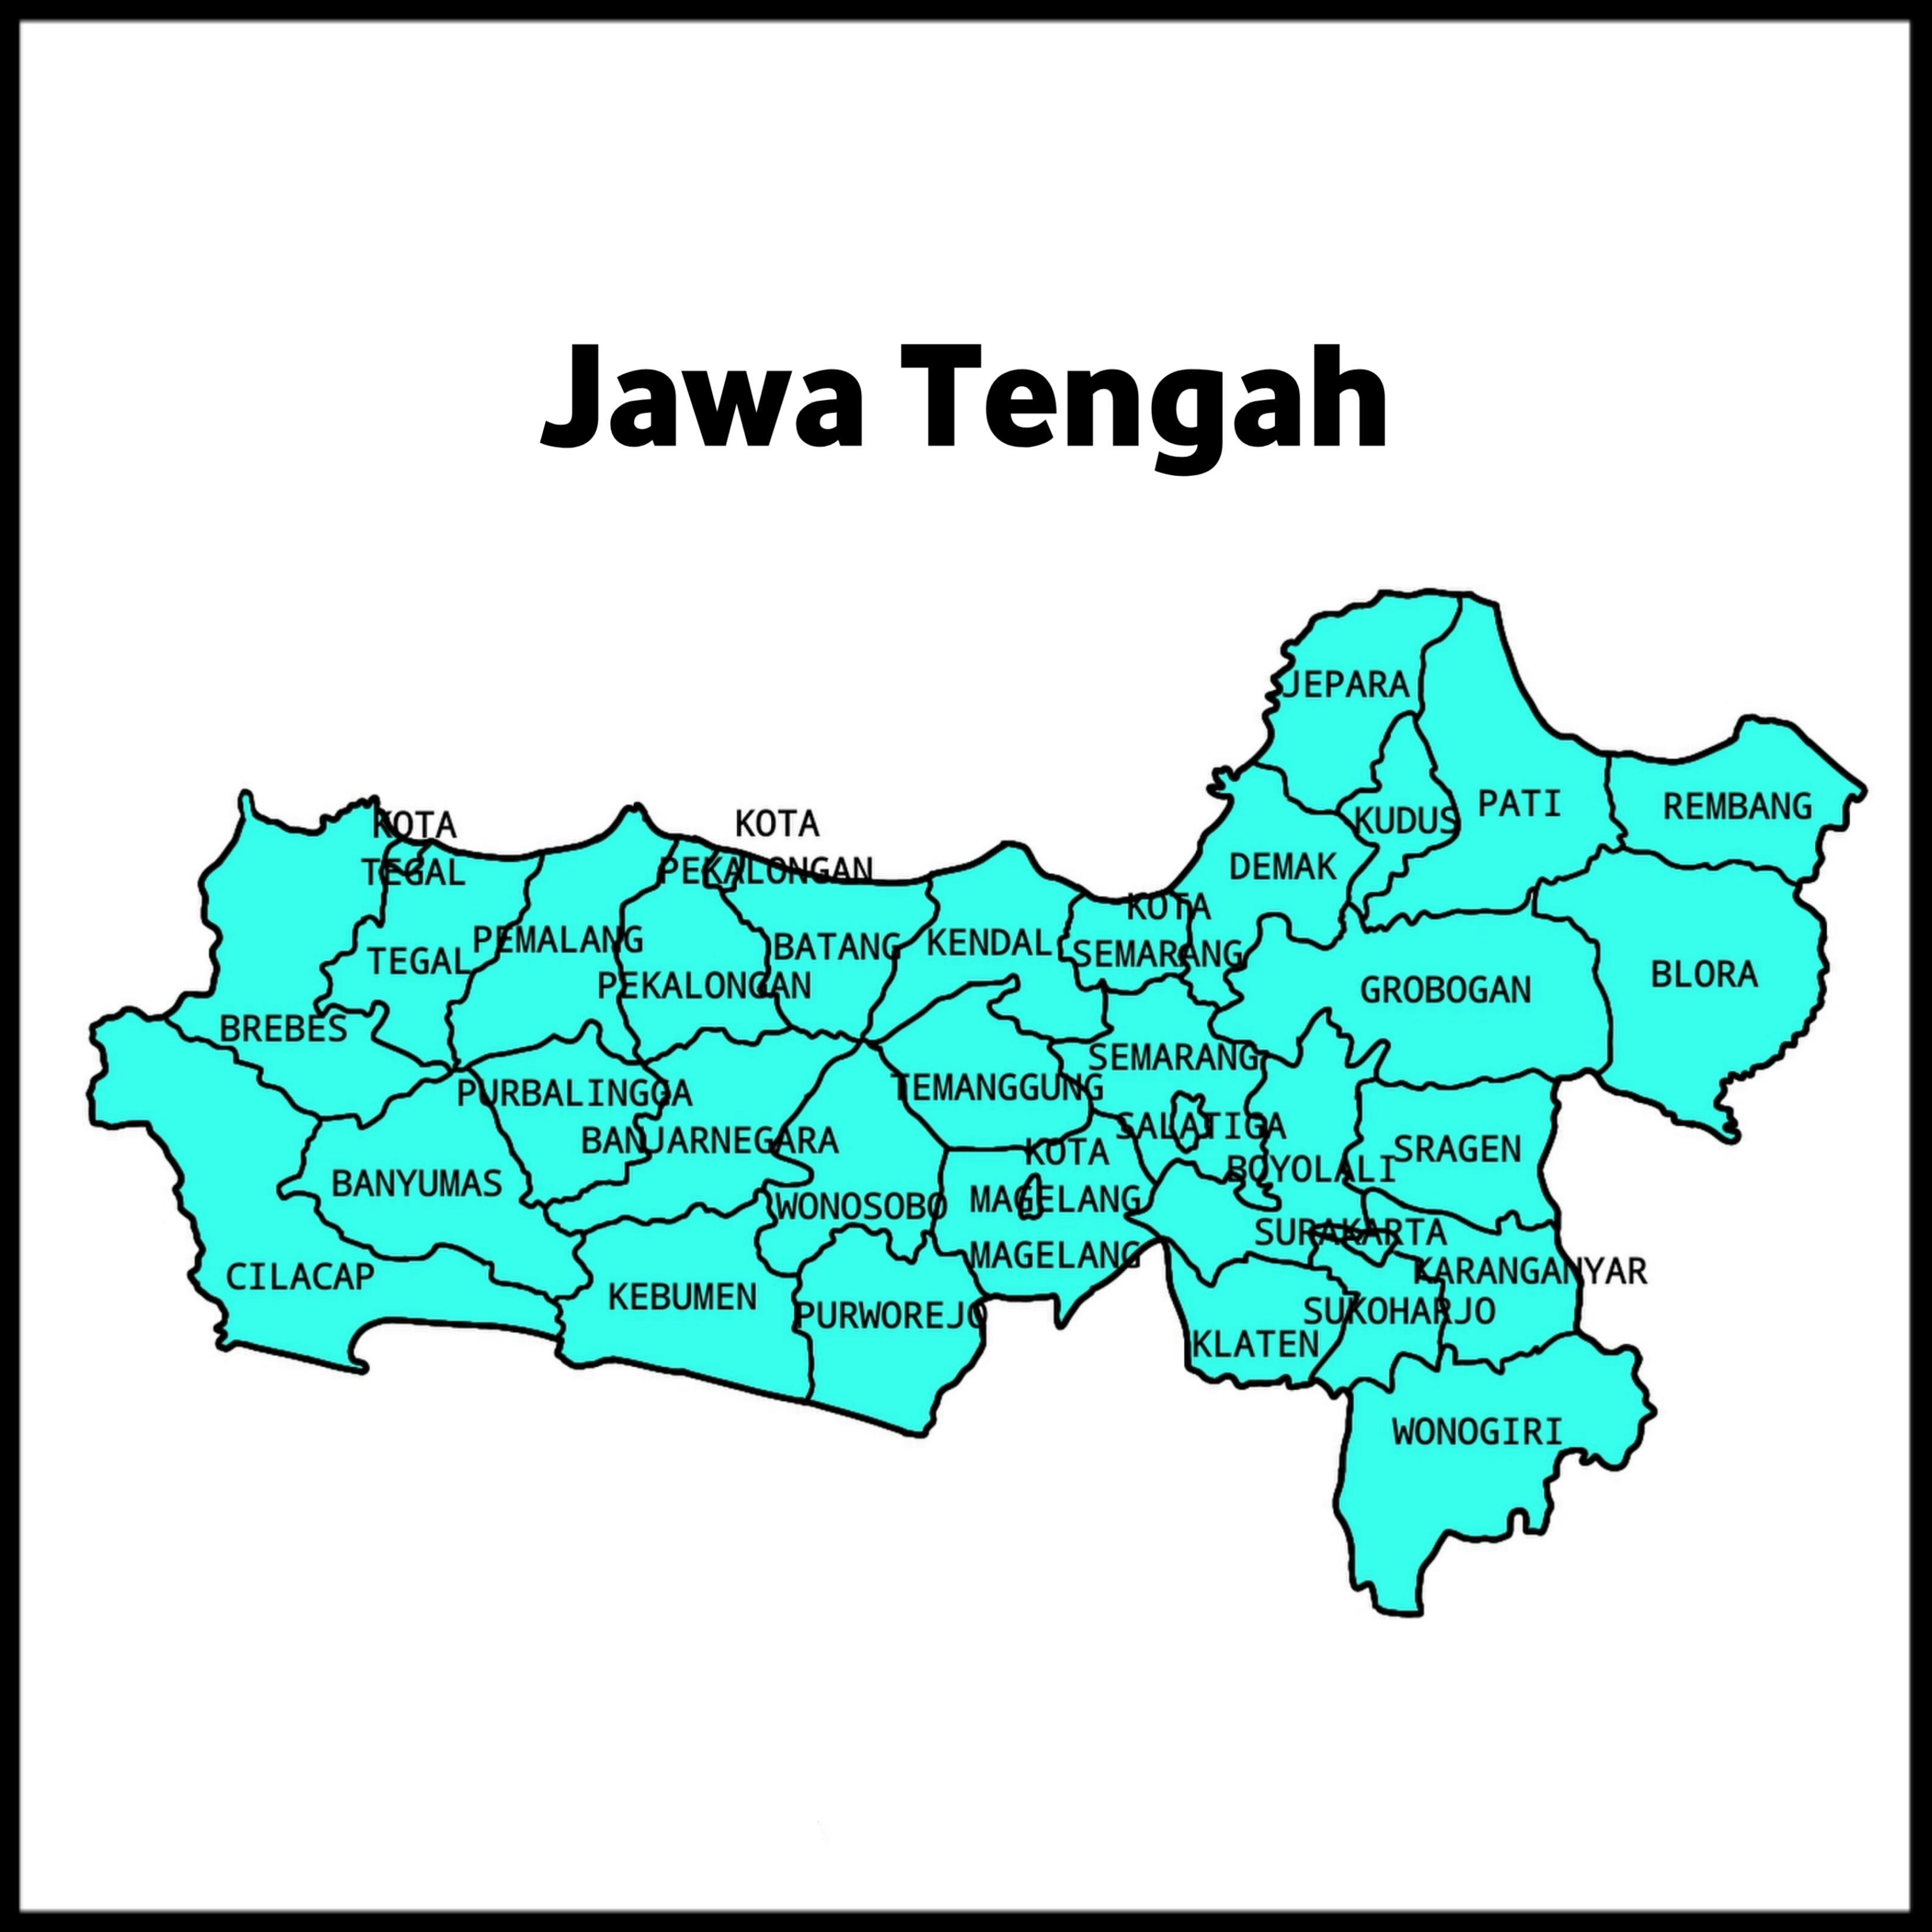 Jawa Tengah
JEPARA
PATI
REMBANG
KUDUS
KOTA
TEGAL
KOTA
PEKALONGAN
DEMAK
KOTA
SEMARANG
PEMALANG
BATANG
KENDAL
TEGAL
PEKALONGAN
GROBOGAN
BLORA
BREBES
SEMARANG
TEMANGGUNG
PURBALINGGA
SALATIGA
BANJARNEGARA
KOTA
MAGELANG
SRAGEN
BOYOLALI
BANYUMAS
WONOSOBO
SURAKARTA
MAGELANG
KARANGANYAR
CILACAP
KEBUMEN
PURWOREJO
SUKOHARJO
KLATEN
WONOGIRI